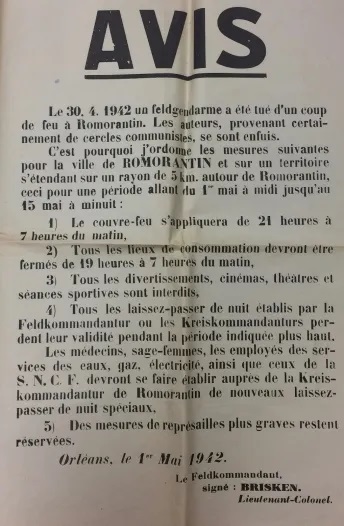 AVIS
Le 30. 4. 1942 un feldgendarme a été tué d'un coup
de feu à Romorantin. Les auteurs, provenant certai-
nement de cercles communistes, se sont enfuis.
C'est pourquoi j'ordonne les mesures suivantes
pour la ville de ROMORANTIN et sur un territoire
s'étendant sur un rayon de 5 km. autour de Romorantin,
ceci pour une période allant du 1er mai à midi jusqu'au
15 mai à minuit :
1) Le couvre-feu s'appliquera de 21 heures à
7 heures du matin,
2) Tous les lieux de consommation devront être
fermés de 19 heures à 7 heures du matin,
3) Tous les divertissements, cinémas, théatres et
séances sportives sont interdits,
4) Tous les laissez-passer de nuit établis par la
Feldkommandantur ou les Kreiskommandanturs per-
dent leur validité pendant la période indiquée plus haut.
Les médecins, sage-femmes, les employés des ser-
vices des eaux, gaz, électricité, ainsi que ceux de la
S. N. C. F. devront se faire établir auprès de la Kreis-
kommandantur de Romorantin de nouveaux laissez-
passer de nuit spéciaux,
5) Des mesures de représailles plus graves restent
réservées.
Orléans, le 1er Mai 1942.
Le Feldkommandant,
signé : BRISKEN.
Lieutenant-Colonel.